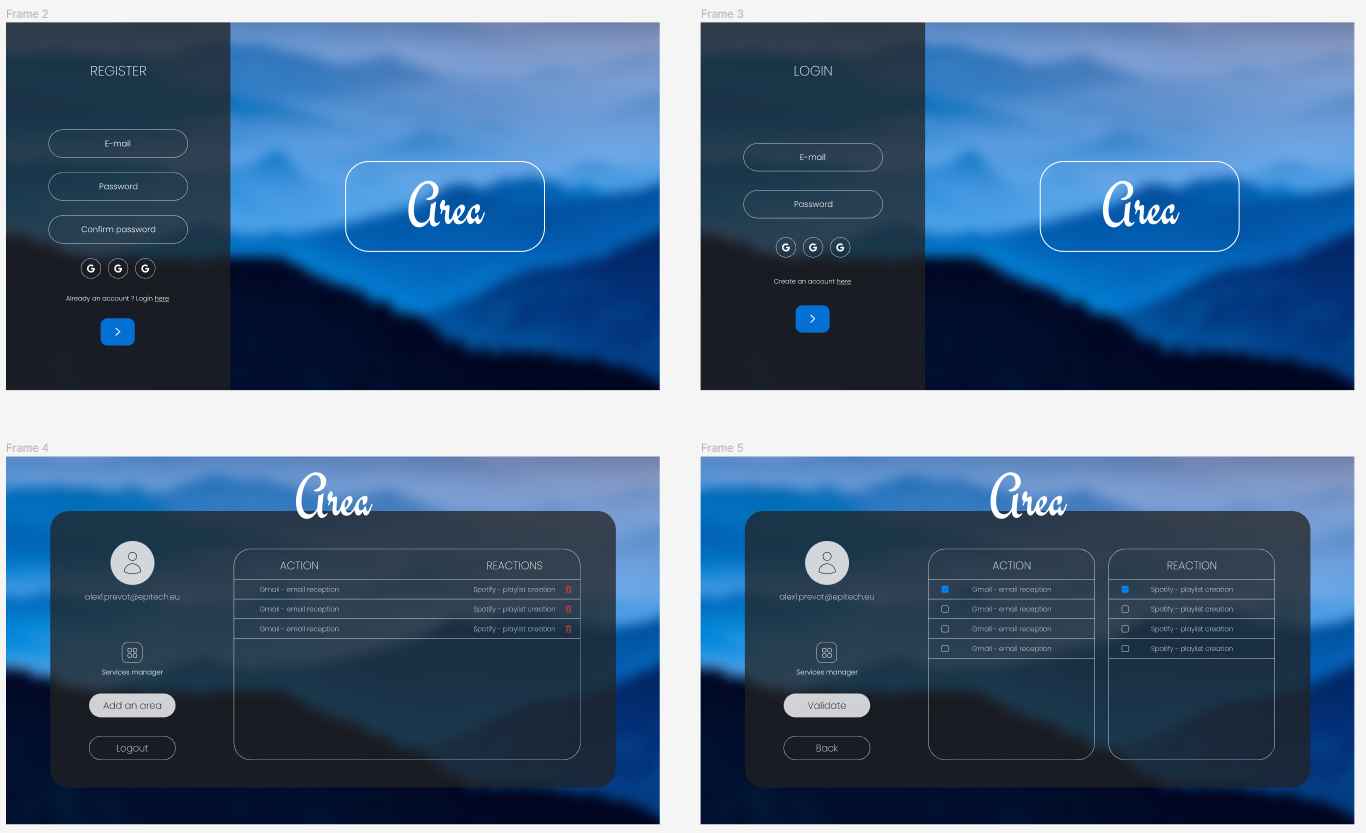 Frame 2
REGISTER
E-mail
Password
Confirm password
G G G
Already an account ? Login here
Area
Frame 3
LOGIN
E-mail
Password
G G G
Create an account here
Area
Frame 4
Area
alex1.prevot@epitech.eu
Services manager
Add an area
Logout
ACTION REACTIONS
Gmail - email reception Spotify - playlist creation
Gmail - email reception Spotify - playlist creation
Gmail - email reception Spotify - playlist creation
Frame 5
Area
alex1.prevot@epitech.eu
Services manager
Validate
Back
ACTION
Gmail - email reception
Gmail - email reception
Gmail - email reception
Gmail - email reception
REACTION
Spotify - playlist creation
Spotify - playlist creation
Spotify - playlist creation
Spotify - playlist creation